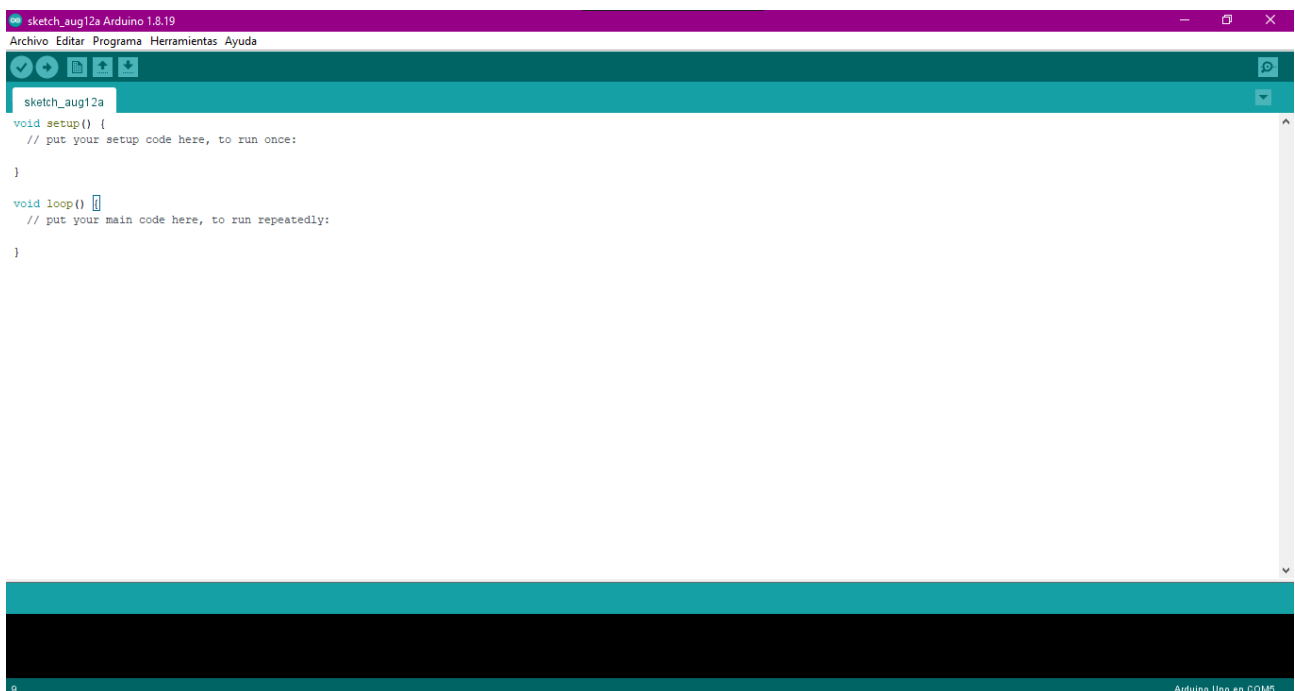 sketch_aug12a Arduino 1.8.19
Archivo Editar Programa Herramientas Ayuda
sketch_aug12a
void setup() {
  // put your setup code here, to run once:
}
void loop() {
  // put your main code here, to run repeatedly:
}
9
Arduino Uno en COM5